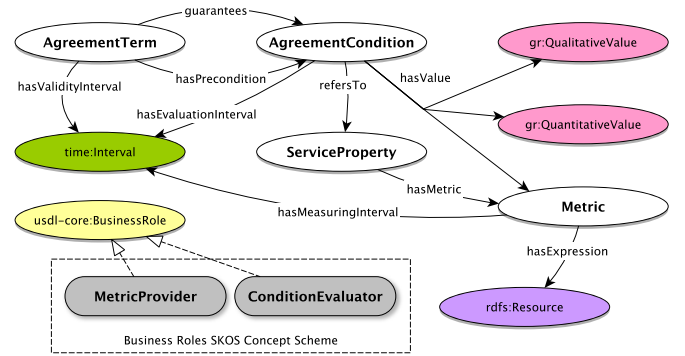 guarantees
AgreementTerm
AgreementCondition
gr:QualitativeValue
hasPrecondition
hasValue
hasValidityInterval
refersTo
hasEvaluationInterval
gr:QuantitativeValue
time:Interval
ServiceProperty
hasMetric
Metric
hasMeasuringInterval
usdl-core:BusinessRole
hasExpression
MetricProvider
ConditionEvaluator
rdfs:Resource
Business Roles SKOS Concept Scheme